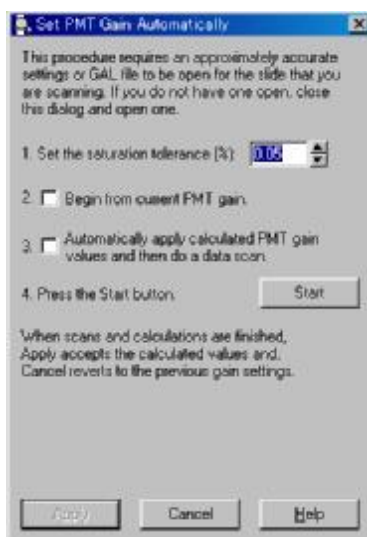 Set PMT Gain Automatically
This procedure requires an approximately accurate
settings or GAL file to be open for the slide that you
are scanning. If you do not have one open, close
this dialog and open one.
1. Set the saturation tolerance (%): 0.05
2. Begin from current PMT gain.
3. Automatically apply calculated PMT gain
values and then do a data scan.
4. Press the Start button. Start
When scans and calculations are finished,
Apply accepts the calculated values and.
Cancel reverts to the previous gain settings.
Apply Cancel Help